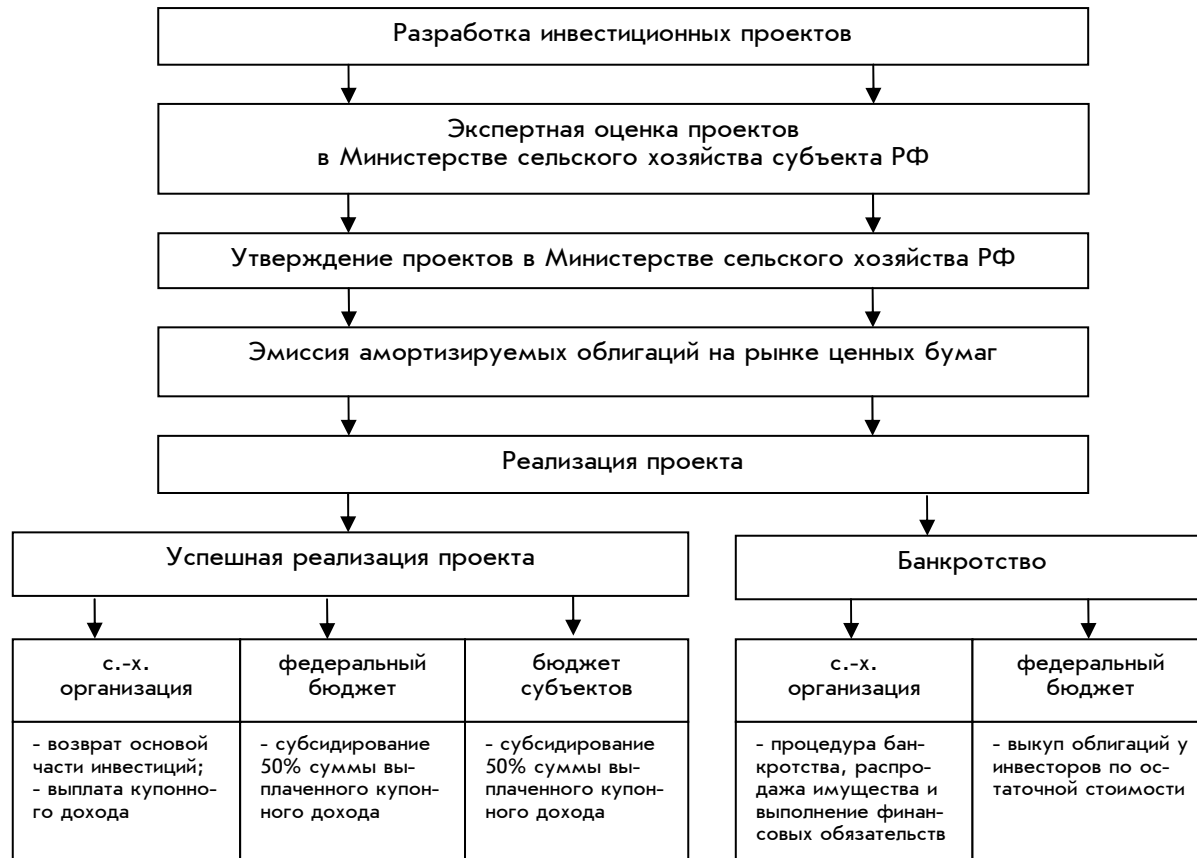 Разработка инвестиционных проектов
Экспертная оценка проектов
в Министерстве сельского хозяйства субъекта РФ
Утверждение проектов в Министерстве сельского хозяйства РФ
Эмиссия амортизируемых облигаций на рынке ценных бумаг
Реализация проекта
Успешная реализация проекта
Банкротство
с.-х.
организация
федеральный
бюджет
бюджет
субъектов
с.-х.
организация
федеральный
бюджет
- возврат основой
части инвестиций;
- выплата купонно-
го дохода
- субсидирование
50% суммы вы-
плаченного купон-
ного дохода
- субсидирование
50% суммы вы-
плаченного купон-
ного дохода
- процедура бан-
кротства, распро-
дажа имущества и
выполнение финан-
совых обязательств
- выкуп облигаций у
инвесторов по ос-
таточной стоимости